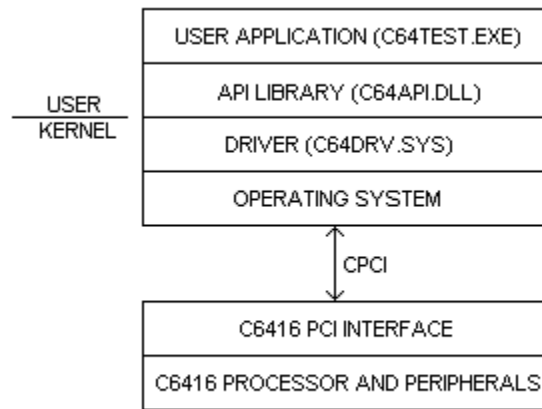 USER APPLICATION (C64TEST.EXE)
API LIBRARY (C64API.DLL)
USER
KERNEL
DRIVER (C64DRV.SYS)
OPERATING SYSTEM
CPCI
C6416 PCI INTERFACE
C6416 PROCESSOR AND PERIPHERALS